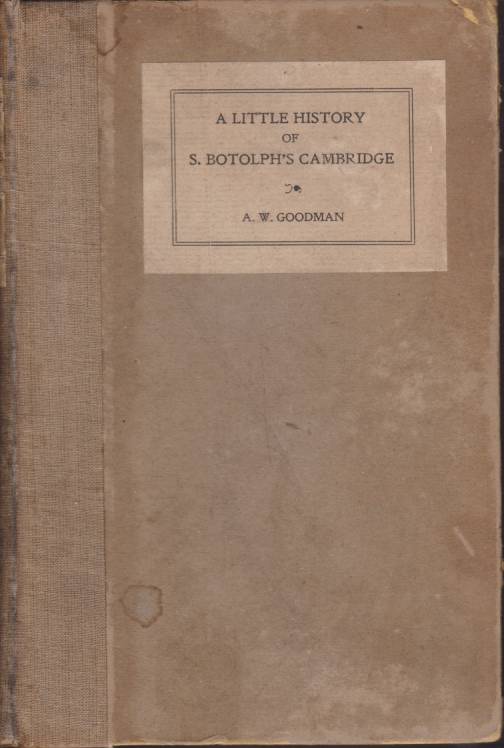 A LITTLE HISTORY
OF
S. BOTOLPH'S CAMBRIDGE
A. W. GOODMAN